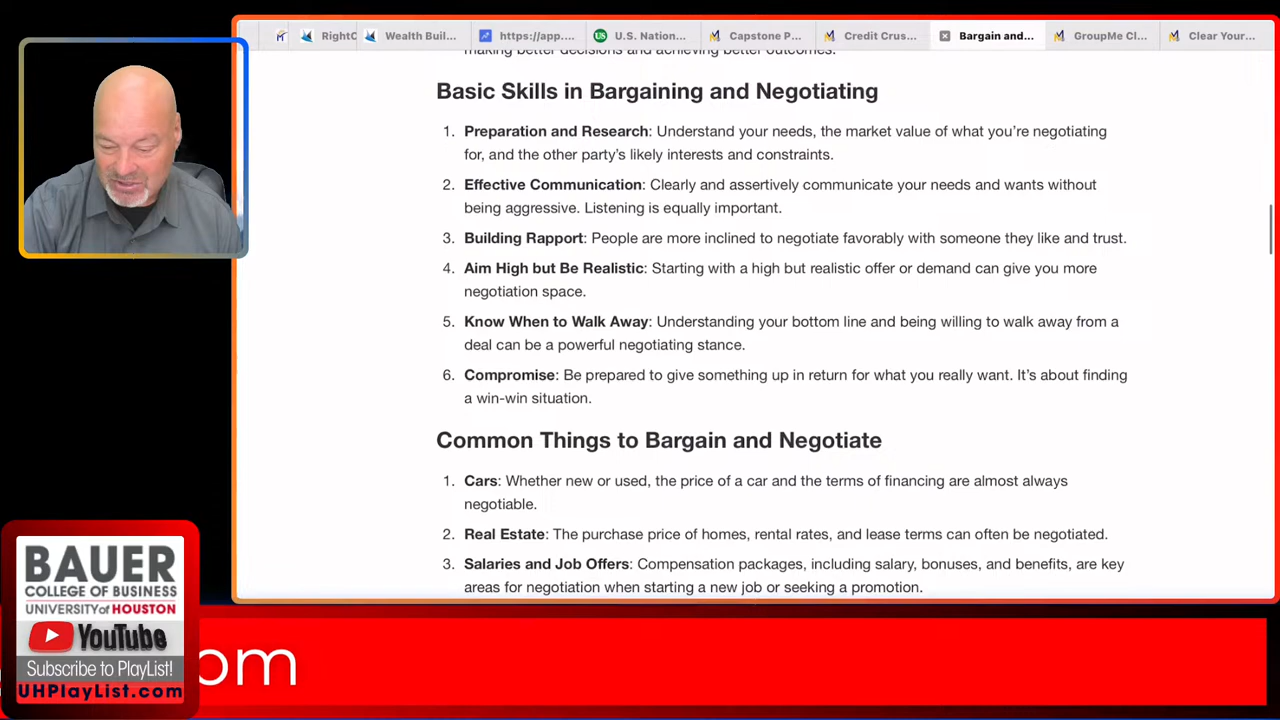 RightC
Wealth Buil...
https://app....
U.S. Nation...
Capstone P...
Credit Crus...
Bargain and...
GroupMe Cl...
Clear Your...
making better decisions and achieving better outcomes.
Basic Skills in Bargaining and Negotiating
1. Preparation and Research: Understand your needs, the market value of what you're negotiating
for, and the other party's likely interests and constraints.
2. Effective Communication: Clearly and assertively communicate your needs and wants without
being aggressive. Listening is equally important.
3. Building Rapport: People are more inclined to negotiate favorably with someone they like and trust.
4. Aim High but Be Realistic: Starting with a high but realistic offer or demand can give you more
negotiation space.
5. Know When to Walk Away: Understanding your bottom line and being willing to walk away from a
deal can be a powerful negotiating stance.
6. Compromise: Be prepared to give something up in return for what you really want. It's about finding
a win-win situation.
Common Things to Bargain and Negotiate
1. Cars: Whether new or used, the price of a car and the terms of financing are almost always
negotiable.
2. Real Estate: The purchase price of homes, rental rates, and lease terms can often be negotiated.
3. Salaries and Job Offers: Compensation packages, including salary, bonuses, and benefits, are key
areas for negotiation when starting a new job or seeking a promotion.
BAUER
COLLEGE OF BUSINESS
UNIVERSITY of HOUSTON
YouTube
Subscribe to PlayList!
UHPlayList.com
om